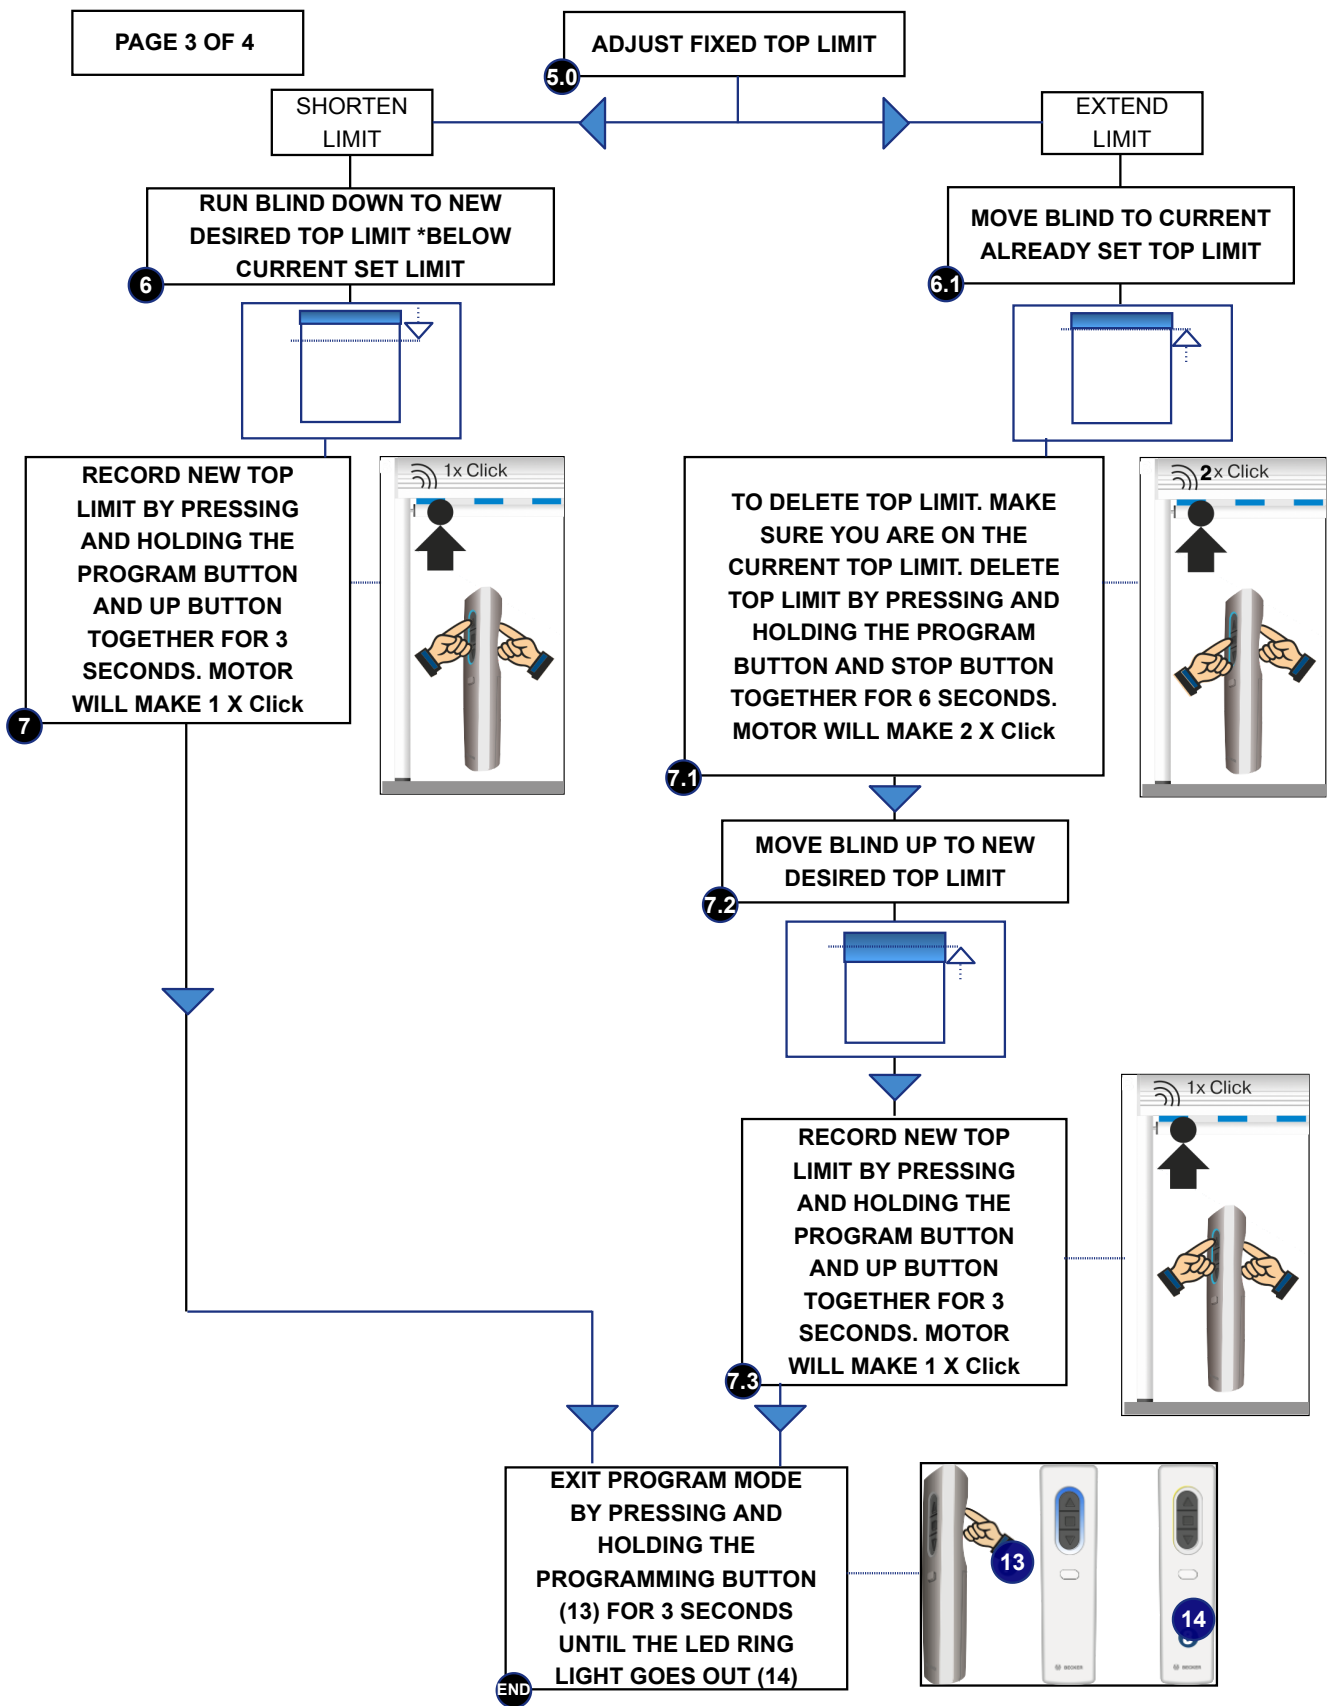 PAGE 3 OF 4
ADJUST FIXED TOP LIMIT
5.0
SHORTEN
LIMIT
EXTEND
LIMIT
RUN BLIND DOWN TO NEW
DESIRED TOP LIMIT *BELOW
CURRENT SET LIMIT
6
MOVE BLIND TO CURRENT
ALREADY SET TOP LIMIT
6.1
RECORD NEW TOP
LIMIT BY PRESSING
AND HOLDING THE
PROGRAM BUTTON
AND UP BUTTON
TOGETHER FOR 3
SECONDS. MOTOR
WILL MAKE 1 X Click
7
1x Click
TO DELETE TOP LIMIT. MAKE
SURE YOU ARE ON THE
CURRENT TOP LIMIT. DELETE
TOP LIMIT BY PRESSING AND
HOLDING THE PROGRAM
BUTTON AND STOP BUTTON
TOGETHER FOR 6 SECONDS.
MOTOR WILL MAKE 2 X Click
7.1
2x Click
MOVE BLIND UP TO NEW
DESIRED TOP LIMIT
7.2
RECORD NEW TOP
LIMIT BY PRESSING
AND HOLDING THE
PROGRAM BUTTON
AND UP BUTTON
TOGETHER FOR 3
SECONDS. MOTOR
WILL MAKE 1 X Click
7.3
1x Click
EXIT PROGRAM MODE
BY PRESSING AND
HOLDING THE
PROGRAMMING BUTTON
(13) FOR 3 SECONDS
UNTIL THE LED RING
LIGHT GOES OUT (14)
END
13
14
BECKER
BECKER